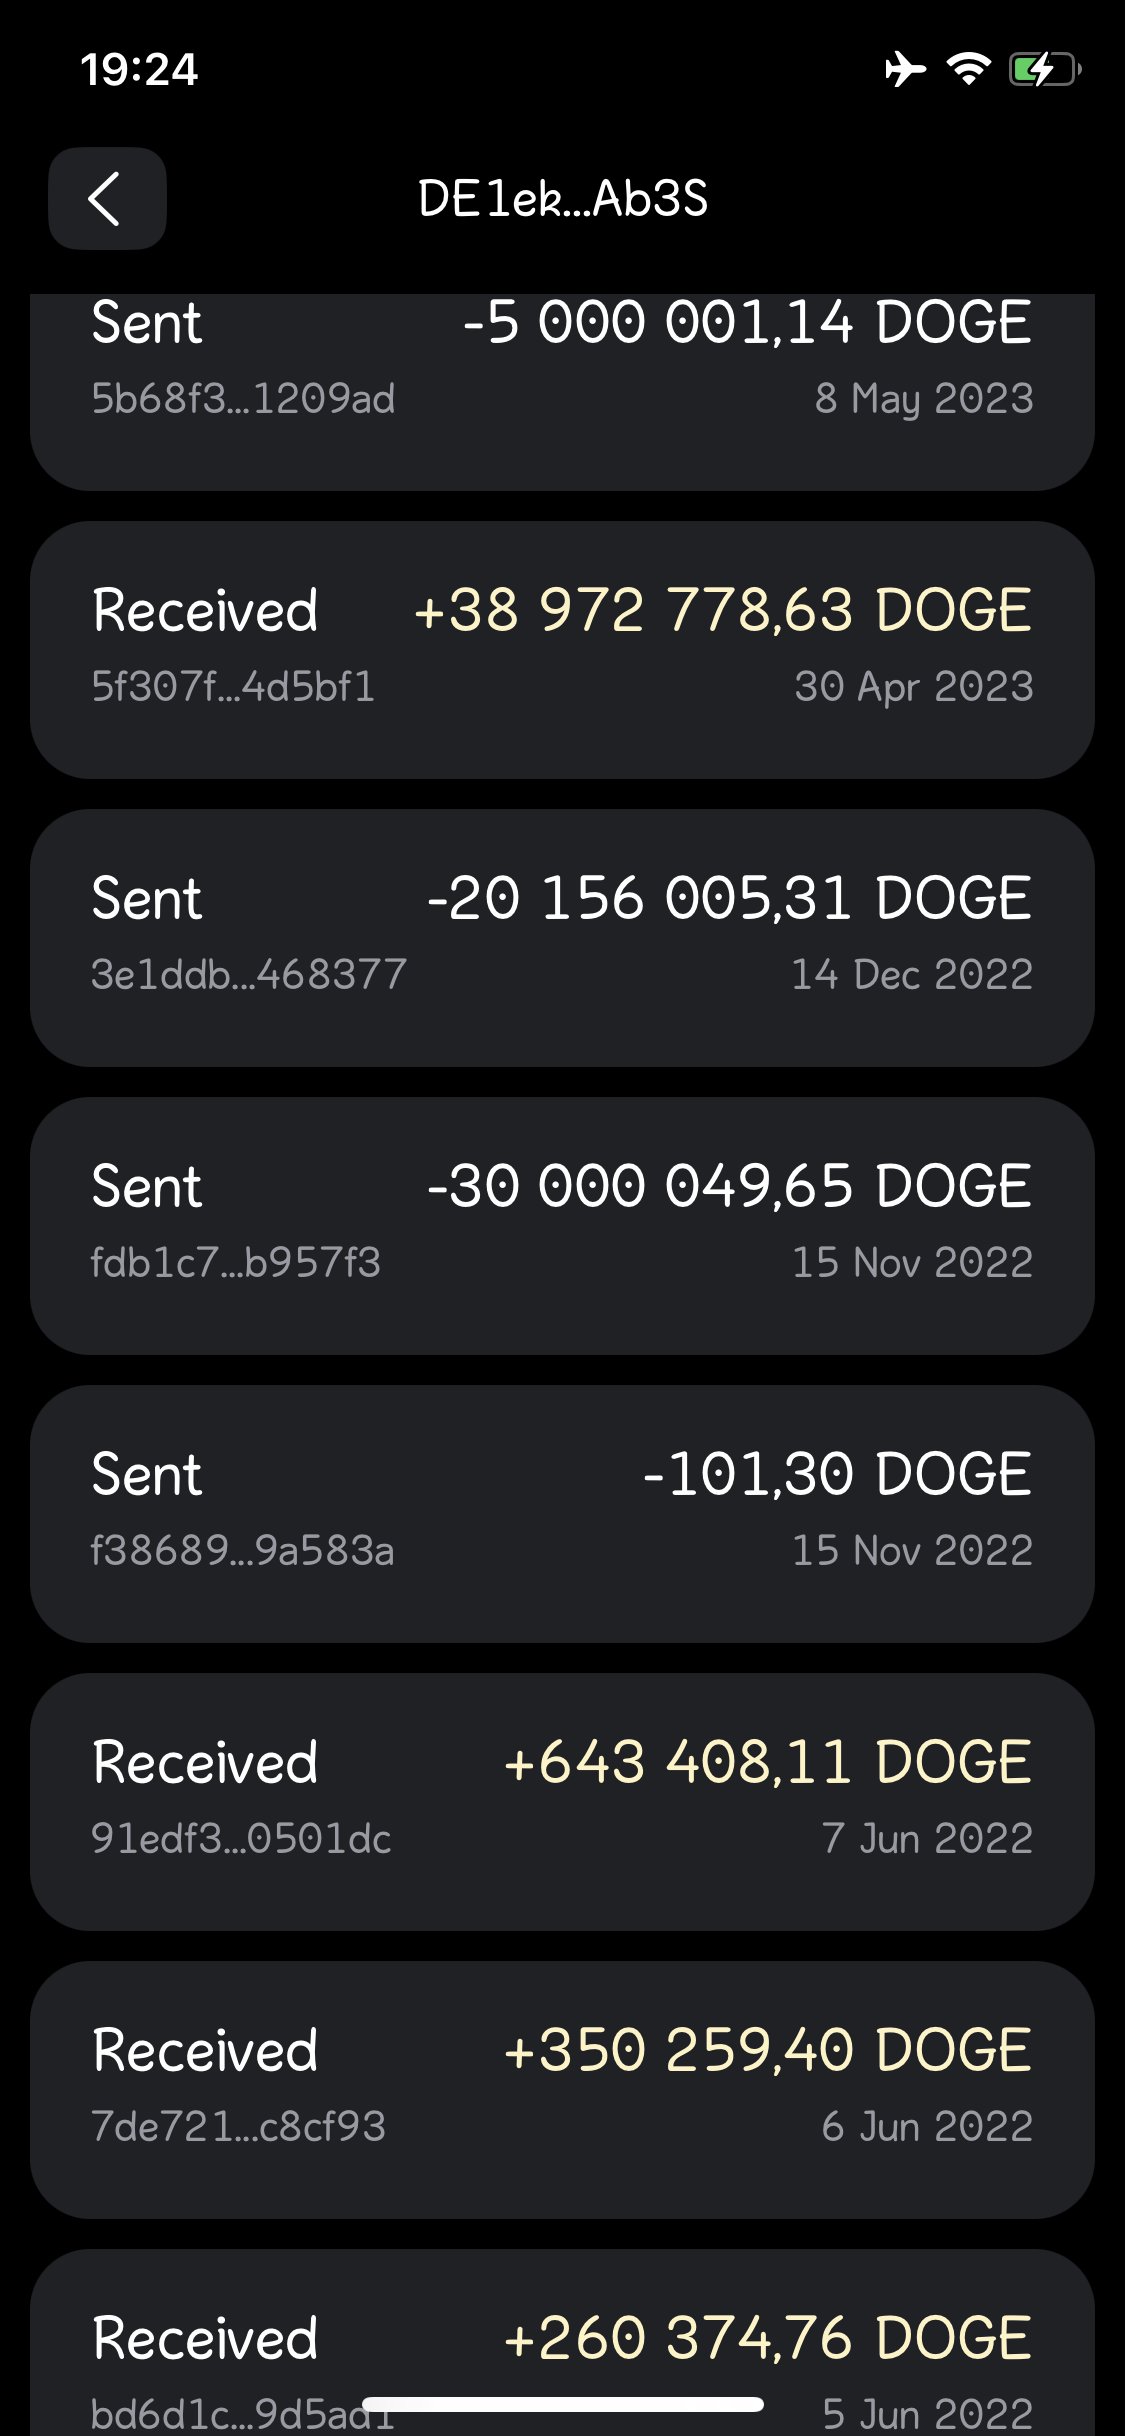 19:24
DE1ek...Ab3S
Sent -5 000 001,14 DOGE
5b68f3...1209ad 8 May 2023
Received +38 972 778,63 DOGE
5f307f...4d5bf1 30 Apr 2023
Sent -20 156 005,31 DOGE
3e1ddb...468377 14 Dec 2022
Sent -30 000 049,65 DOGE
fdb1c7...b957f3 15 Nov 2022
Sent -101,30 DOGE
f38689...9a583a 15 Nov 2022
Received +643 408,11 DOGE
91edf3...0501dc 7 Jun 2022
Received +350 259,40 DOGE
7de721...c8cf93 6 Jun 2022
Received +260 374,76 DOGE
bd6d1c...9d5ad1 5 Jun 2022